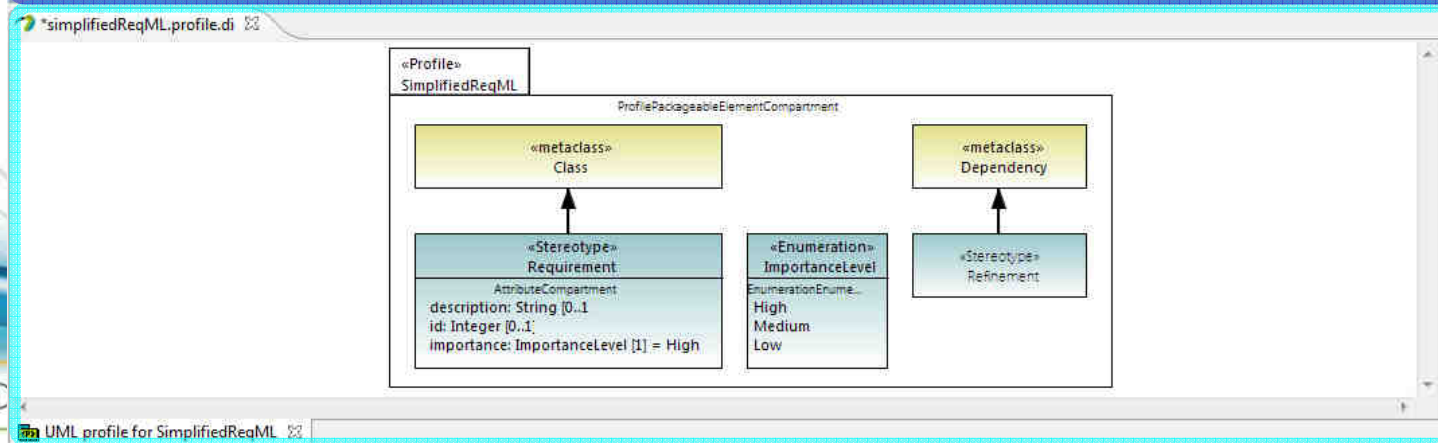 *simplifiedReqML.profile.di
«Profile»
SimplifiedReqML
ProfilePackageableElementCompartment
«metaclass»
Class
«metaclass»
Dependency
«Stereotype»
Requirement
AttributeCompartment
description: String [0..1
id: Integer [0..1]
importance: ImportanceLevel [1] = High
«Enumeration»
ImportanceLevel
EnumerationEnume...
High
Medium
Low
«Stereotype»
Refinement
UML profile for SimplifiedReqML